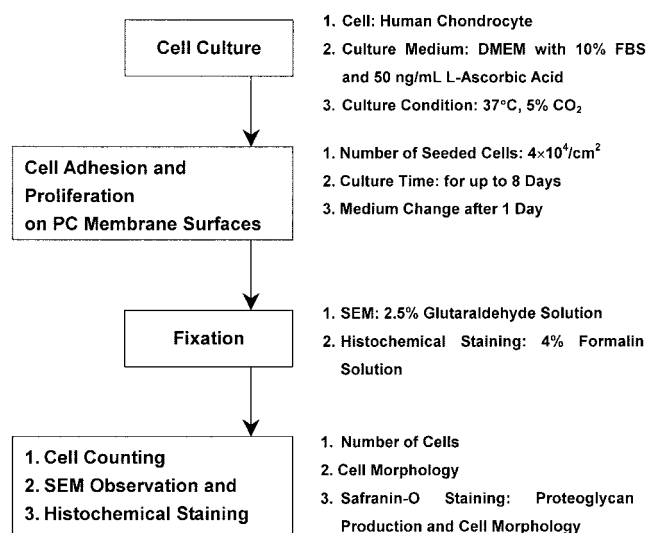 Cell Culture
1. Cell: Human Chondrocyte
2. Culture Medium: DMEM with 10% FBS
and 50 ng/mL L-Ascorbic Acid
3. Culture Condition: 37°C, 5% CO₂
Cell Adhesion and
Proliferation
on PC Membrane Surfaces
1. Number of Seeded Cells: 4×10⁴/cm²
2. Culture Time: for up to 8 Days
3. Medium Change after 1 Day
Fixation
1. SEM: 2.5% Glutaraldehyde Solution
2. Histochemical Staining: 4% Formalin
Solution
1. Cell Counting
2. SEM Observation and
3. Histochemical Staining
1. Number of Cells
2. Cell Morphology
3. Safranin-O Staining: Proteoglycan
Production and Cell Morphology